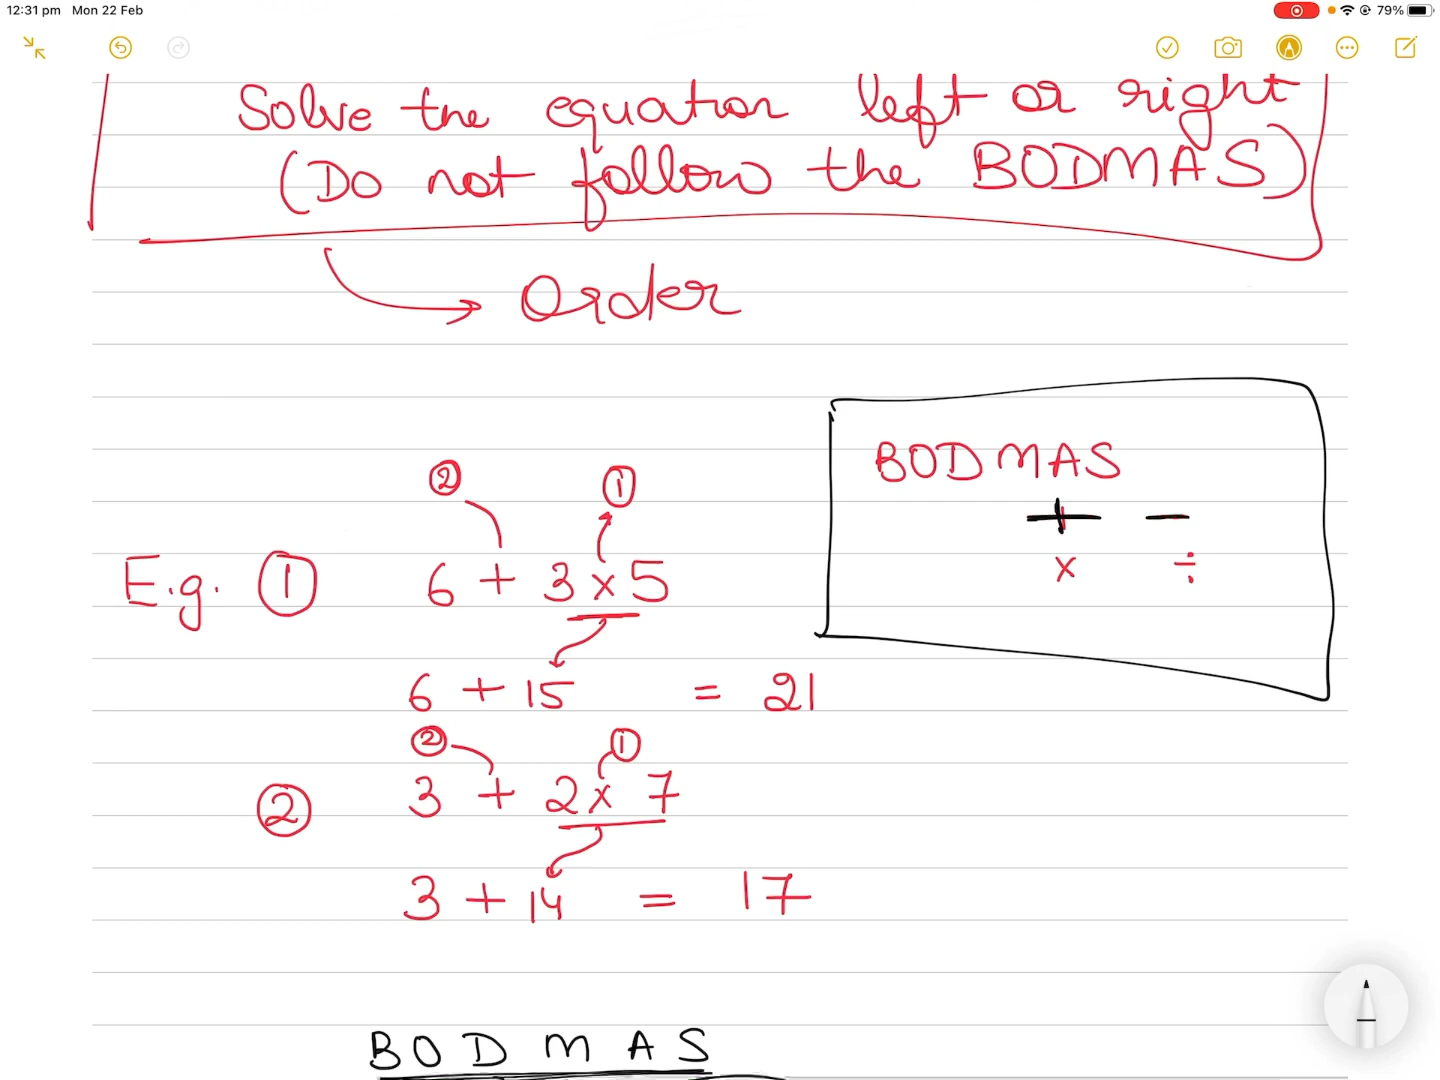 12:31 pm Mon 22 Feb
79%
Solve the equation left or right
(Do not follow the BODMAS)
Order
BODMAS
+ −
× ÷
② ①
E.g. ① 6 + 3 × 5
6 + 15 = 21
② ①
② 3 + 2 × 7
3 + 14 = 17
BODMAS